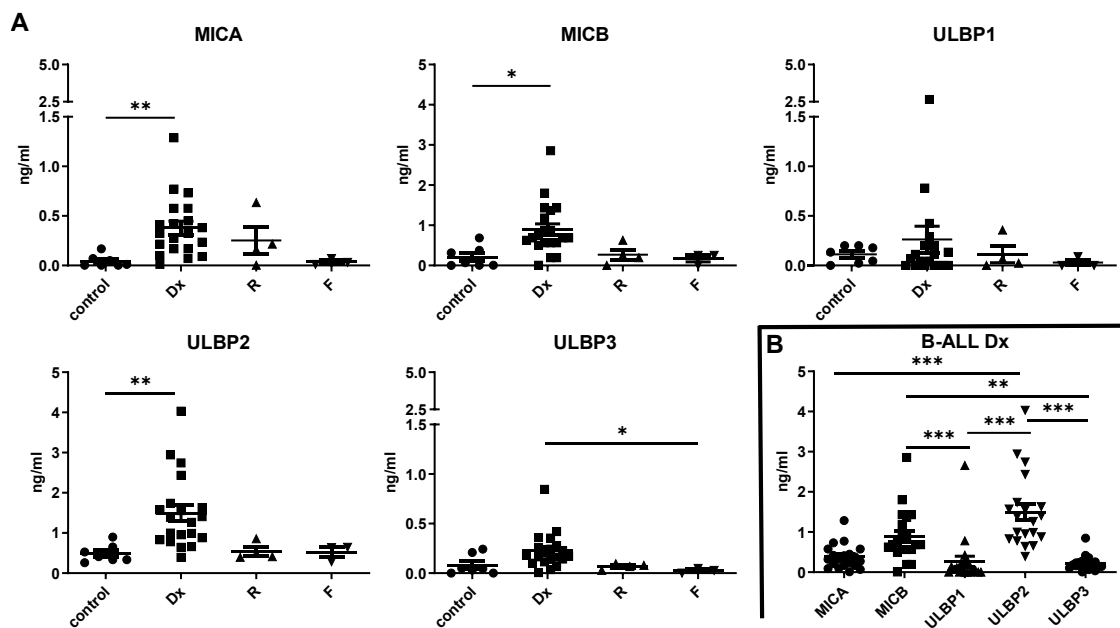 A
MICA
5.0
2.5
1.5
1.0
0.5
0.0
ng/ml
**
control
Dx
R
F
MICB
5
4
3
2
1
0
ng/ml
*
control
Dx
R
F
ULBP1
5.0
2.5
1.5
1.0
0.5
0.0
ng/ml
control
Dx
R
F
ULBP2
5
4
3
2
1
0
ng/ml
**
control
Dx
R
F
ULBP3
5.0
2.5
1.5
1.0
0.5
0.0
ng/ml
*
control
Dx
R
F
B
B-ALL Dx
5
4
3
2
1
0
ng/ml
***
**
***
***
***
MICA
MICB
ULBP1
ULBP2
ULBP3